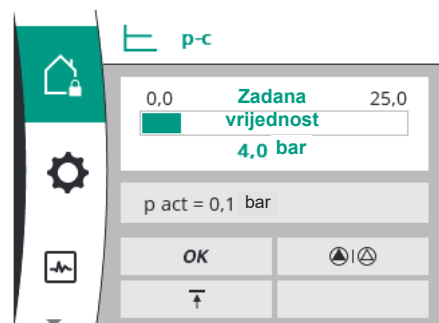 p-c
0,0 Zadana 25,0
vrijednost
4,0 bar
p act = 0,1 bar
OK